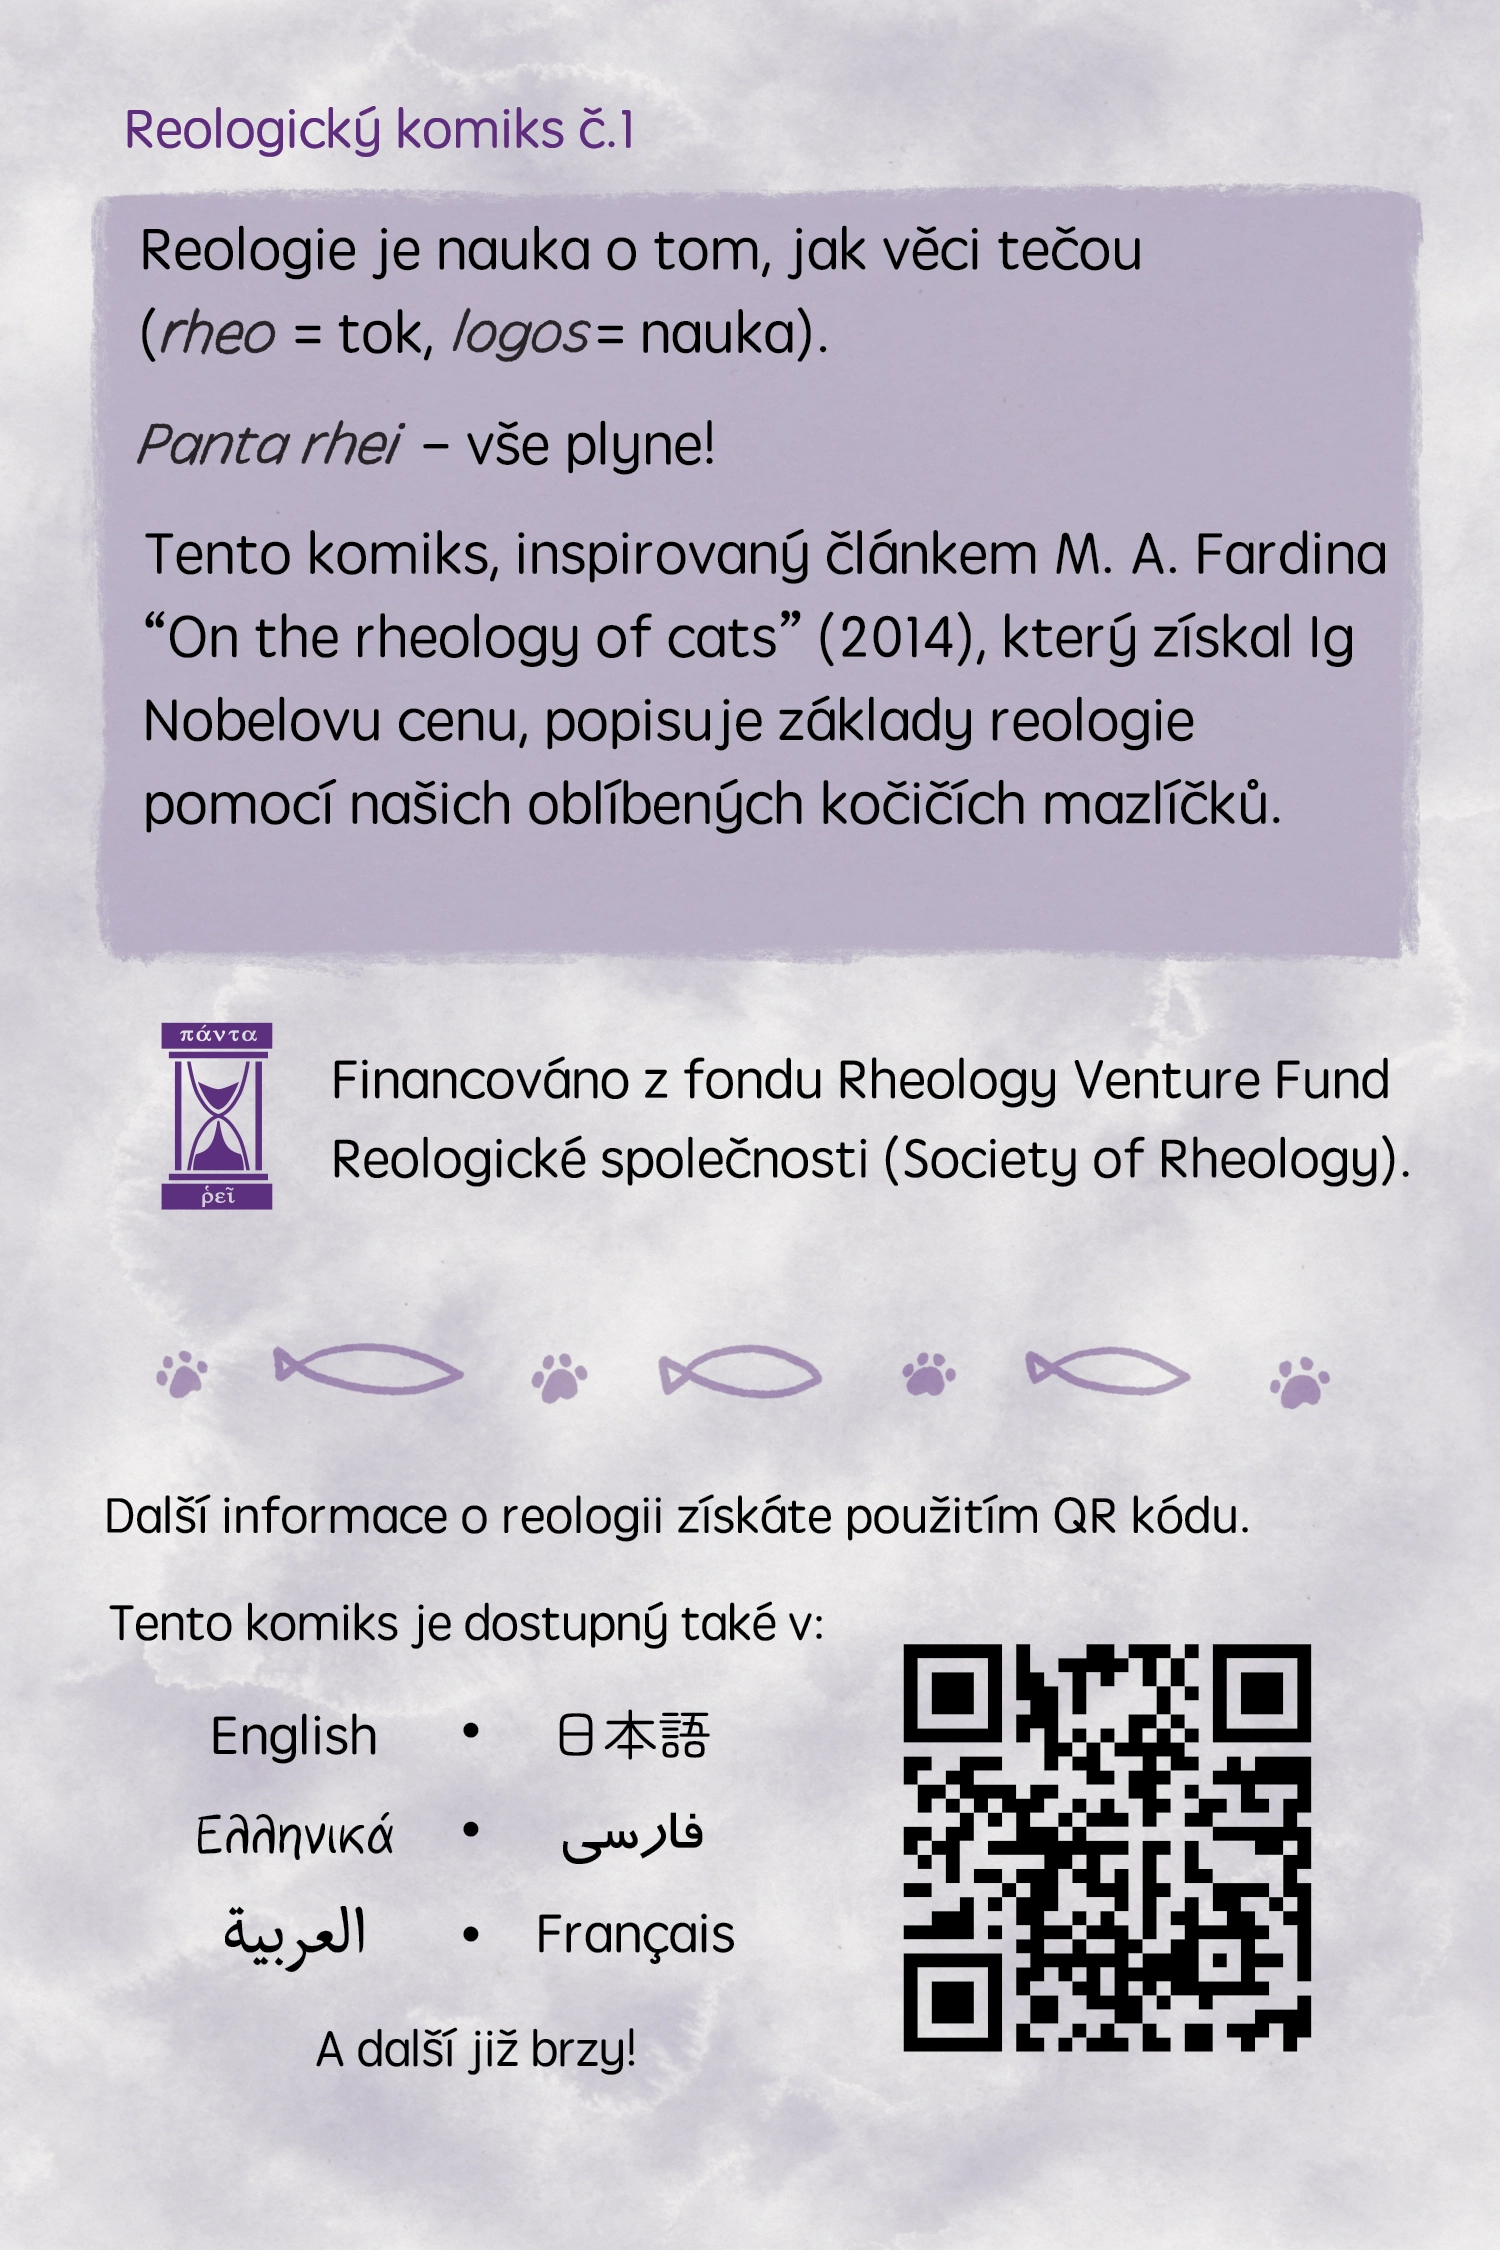 Reologický komiks č.1
Reologie je nauka o tom, jak věci tečou
(rheo = tok, logos= nauka).
Panta rhei – vše plyne!
Tento komiks, inspirovaný článkem M. A. Fardina
“On the rheology of cats” (2014), který získal Ig
Nobelovu cenu, popisuje základy reologie
pomocí našich oblíbených kočičích mazlíčků.
πάντα
ῥεῖ
Financováno z fondu Rheology Venture Fund
Reologické společnosti (Society of Rheology).
Další informace o reologii získáte použitím QR kódu.
Tento komiks je dostupný také v:
English • 日本語
Ελληνικά • فارسی
العربية • Français
A další již brzy!